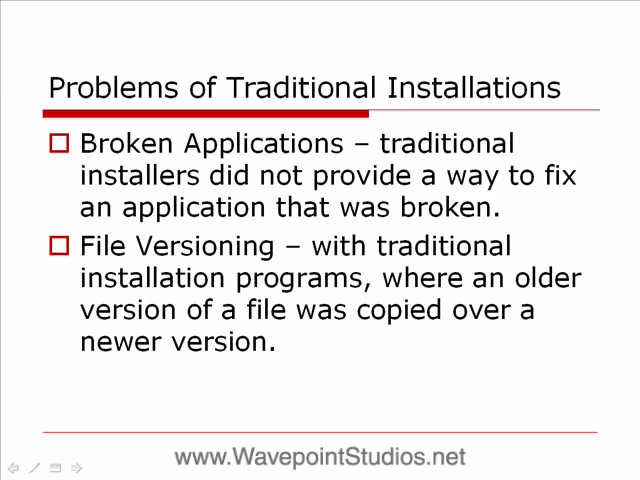 Problems of Traditional Installations
Broken Applications – traditional
installers did not provide a way to fix
an application that was broken.
File Versioning – with traditional
installation programs, where an older
version of a file was copied over a
newer version.
www.WavepointStudios.net